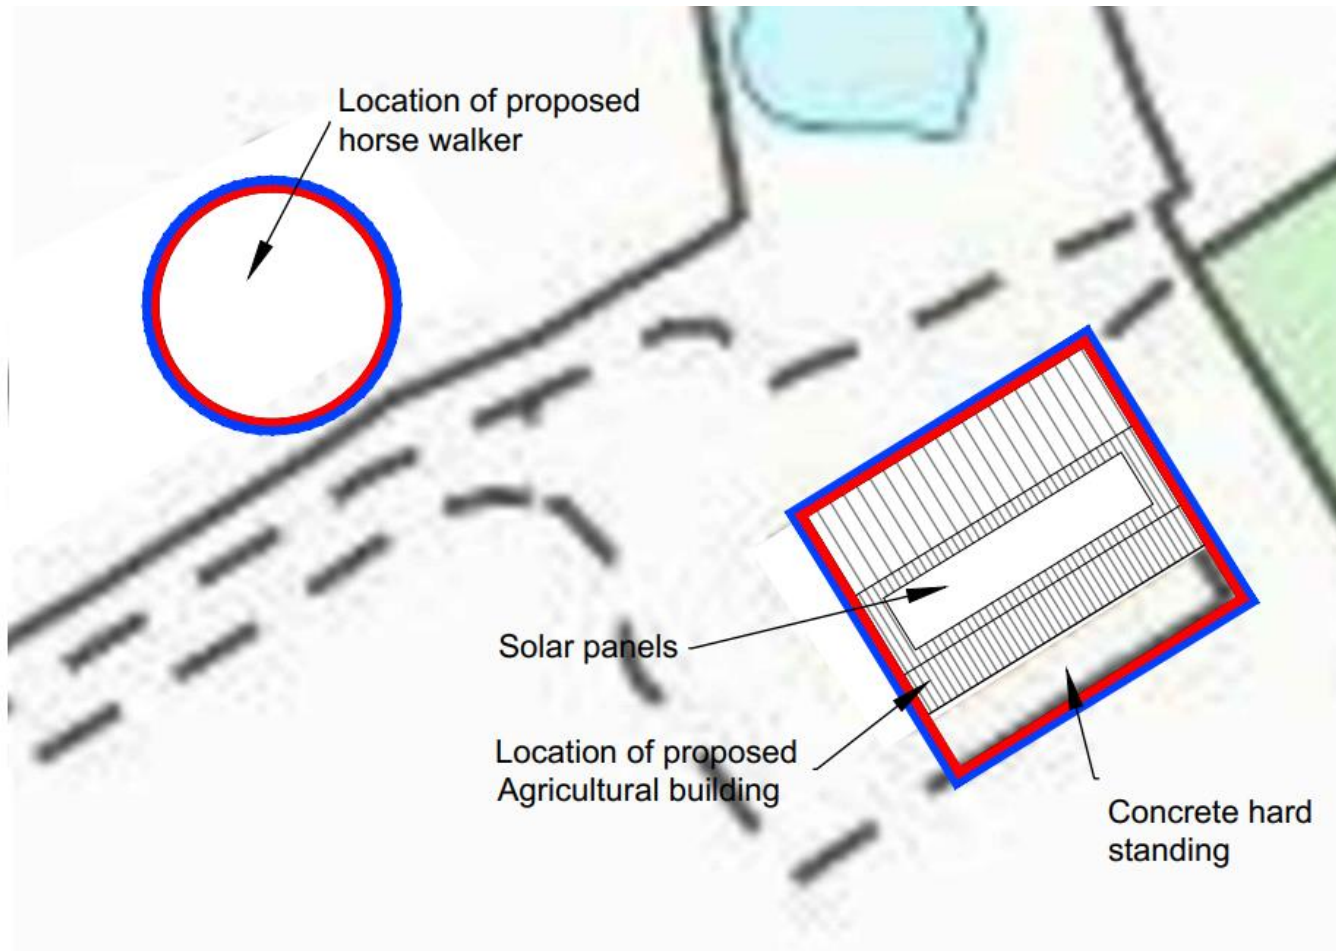 Location of proposed
horse walker
Solar panels
Location of proposed
Agricultural building
Concrete hard
standing